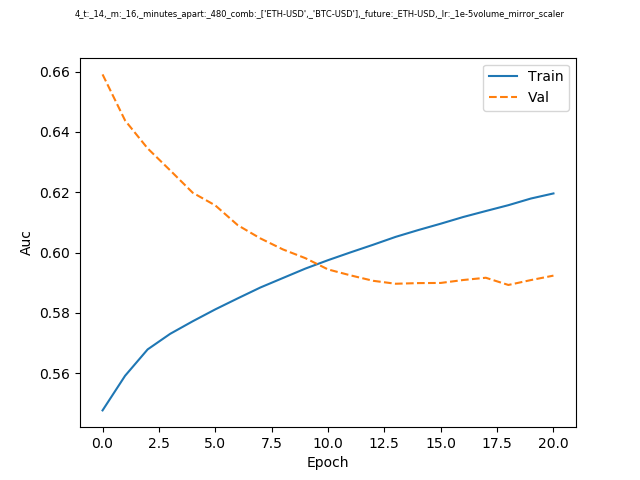 4_t:_14,_m:_16,_minutes_apart:_480_comb:_['ETH-USD',_'BTC-USD'],_future:_ETH-USD,_lr:_1e-5volume_mirror_scaler
Train
Val
0.66
0.64
0.62
0.60
0.58
0.56
Auc
0.0 2.5 5.0 7.5 10.0 12.5 15.0 17.5 20.0
Epoch